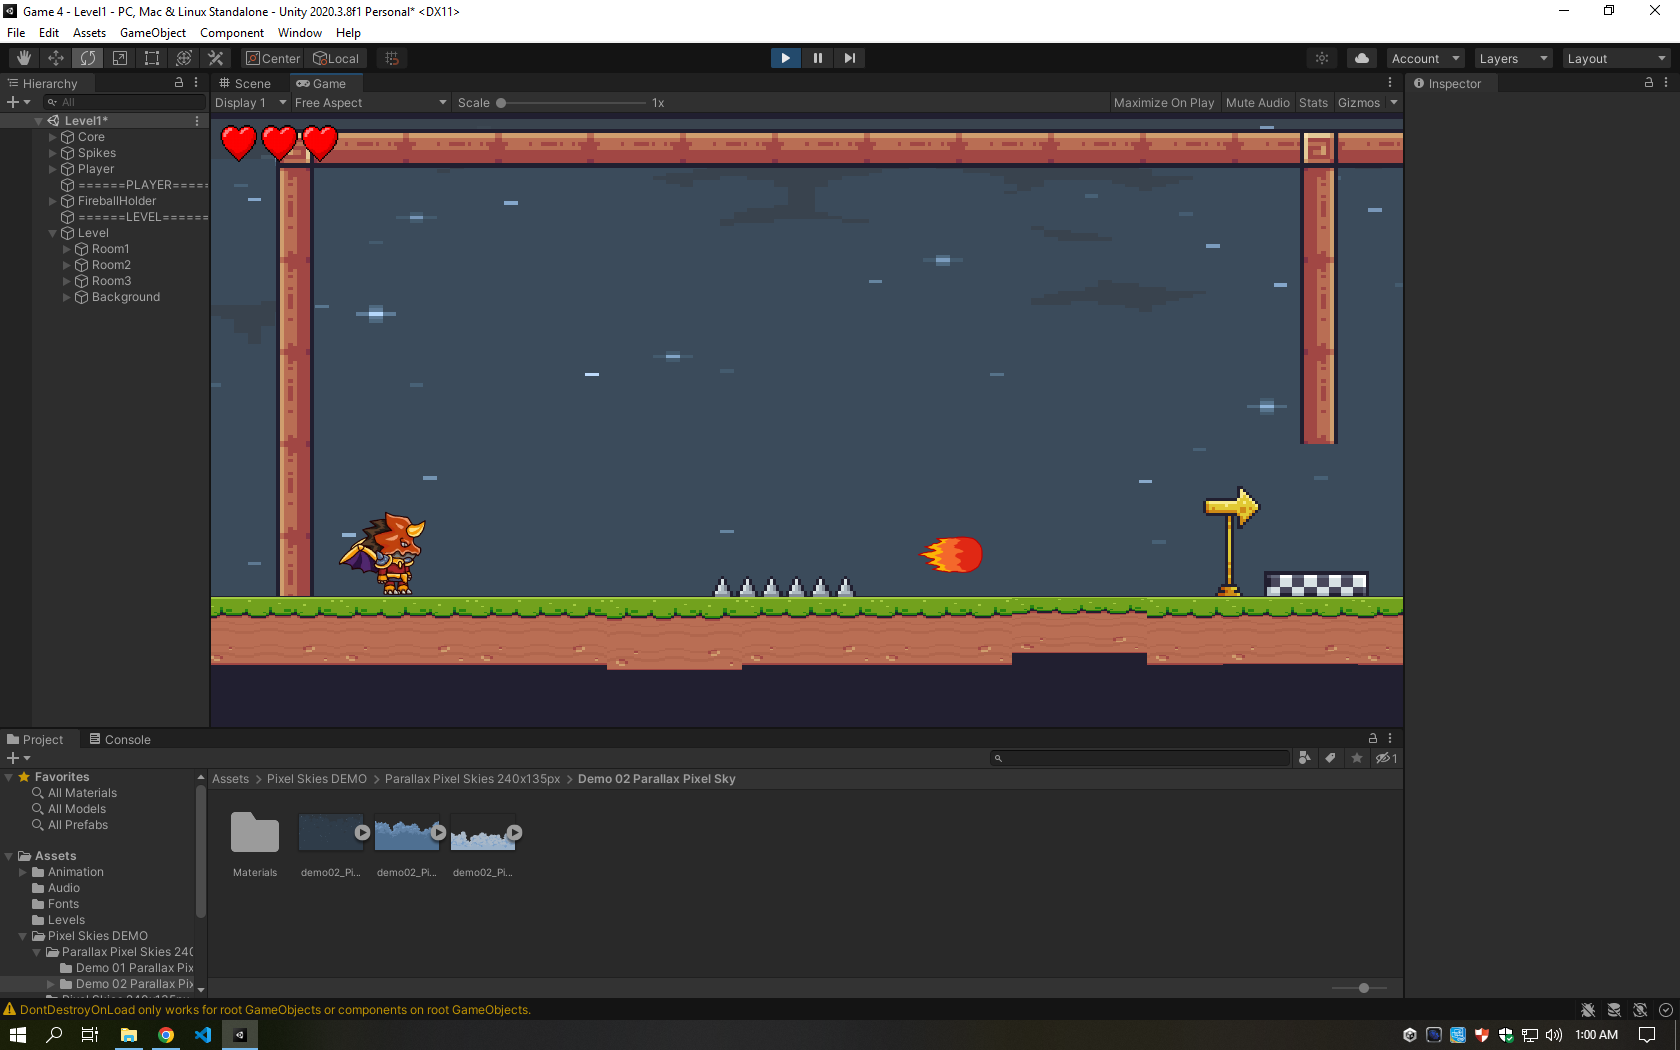 Game 4 - Level1 - PC, Mac & Linux Standalone - Unity 2020.3.8f1 Personal* <DX11>
File Edit Assets GameObject Component Window Help
Center Local Account Layers Layout
Hierarchy Scene Game Inspector
All Display 1 Free Aspect Scale 1x Maximize On Play Mute Audio Stats Gizmos
Level1*
Core
Spikes
Player
======PLAYER=====
FireballHolder
======LEVEL======
Level
Room1
Room2
Room3
Background
Project Console
1
Favorites
Assets > Pixel Skies DEMO > Parallax Pixel Skies 240x135px > Demo 02 Parallax Pixel Sky
All Materials
All Models
All Prefabs
Assets
Animation
Audio
Fonts
Levels
Pixel Skies DEMO
Parallax Pixel Skies 240
Demo 01 Parallax Pix
Demo 02 Parallax Pix
Materials demo02_Pi... demo02_Pi... demo02_Pi...
DontDestroyOnLoad only works for root GameObjects or components on root GameObjects.
1:00 AM